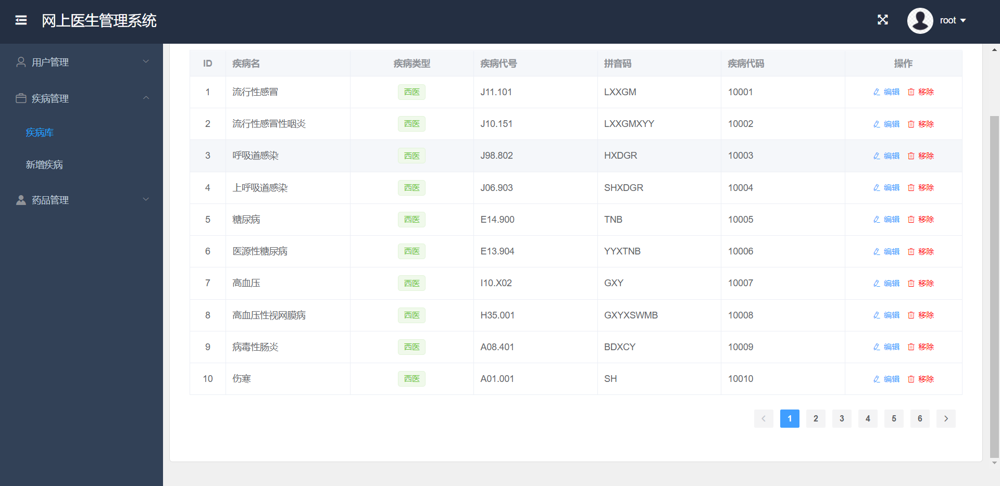 网上医生管理系统
root
用户管理
疾病管理
疾病库
新增疾病
药品管理
ID 疾病名 疾病类型 疾病代号 拼音码 疾病代码 操作
1 流行性感冒 西医 J11.101 LXXGM 10001 编辑 移除
2 流行性感冒性咽炎 西医 J10.151 LXXGMXYY 10002 编辑 移除
3 呼吸道感染 西医 J98.802 HXDGR 10003 编辑 移除
4 上呼吸道感染 西医 J06.903 SHXDGR 10004 编辑 移除
5 糖尿病 西医 E14.900 TNB 10005 编辑 移除
6 医源性糖尿病 西医 E13.904 YYXTNB 10006 编辑 移除
7 高血压 西医 I10.X02 GXY 10007 编辑 移除
8 高血压性视网膜病 西医 H35.001 GXYXSWMB 10008 编辑 移除
9 病毒性肠炎 西医 A08.401 BDXCY 10009 编辑 移除
10 伤寒 西医 A01.001 SH 10010 编辑 移除
1 2 3 4 5 6